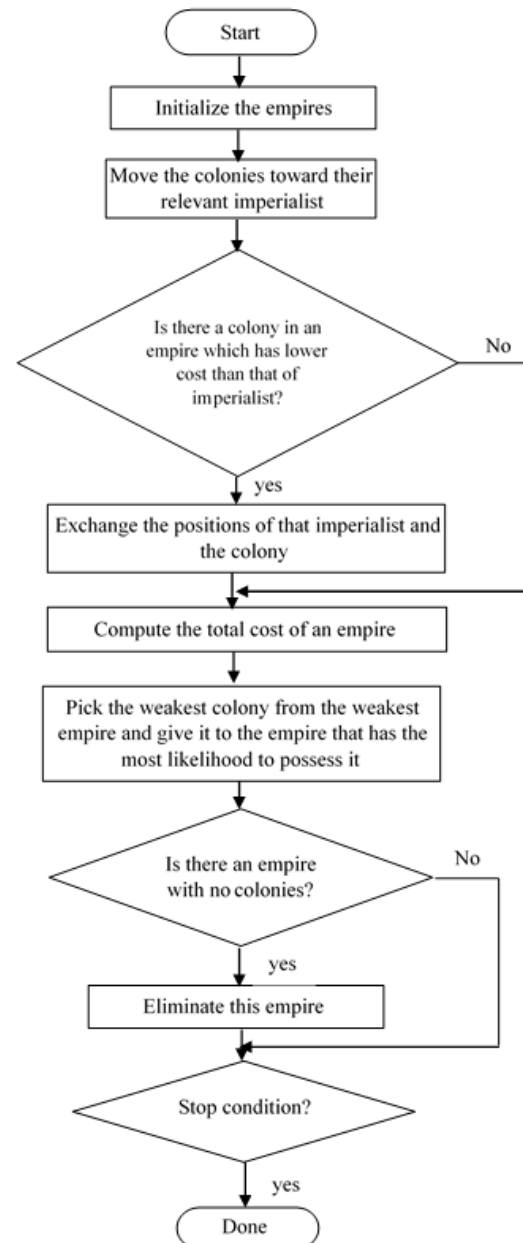 Start
Initialize the empires
Move the colonies toward their
relevant imperialist
Is there a colony in an
empire which has lower
cost than that of
imperialist?
No
yes
Exchange the positions of that imperialist and
the colony
Compute the total cost of an empire
Pick the weakest colony from the weakest
empire and give it to the empire that has the
most likelihood to possess it
Is there an empire
with no colonies?
No
yes
Eliminate this empire
Stop condition?
yes
Done